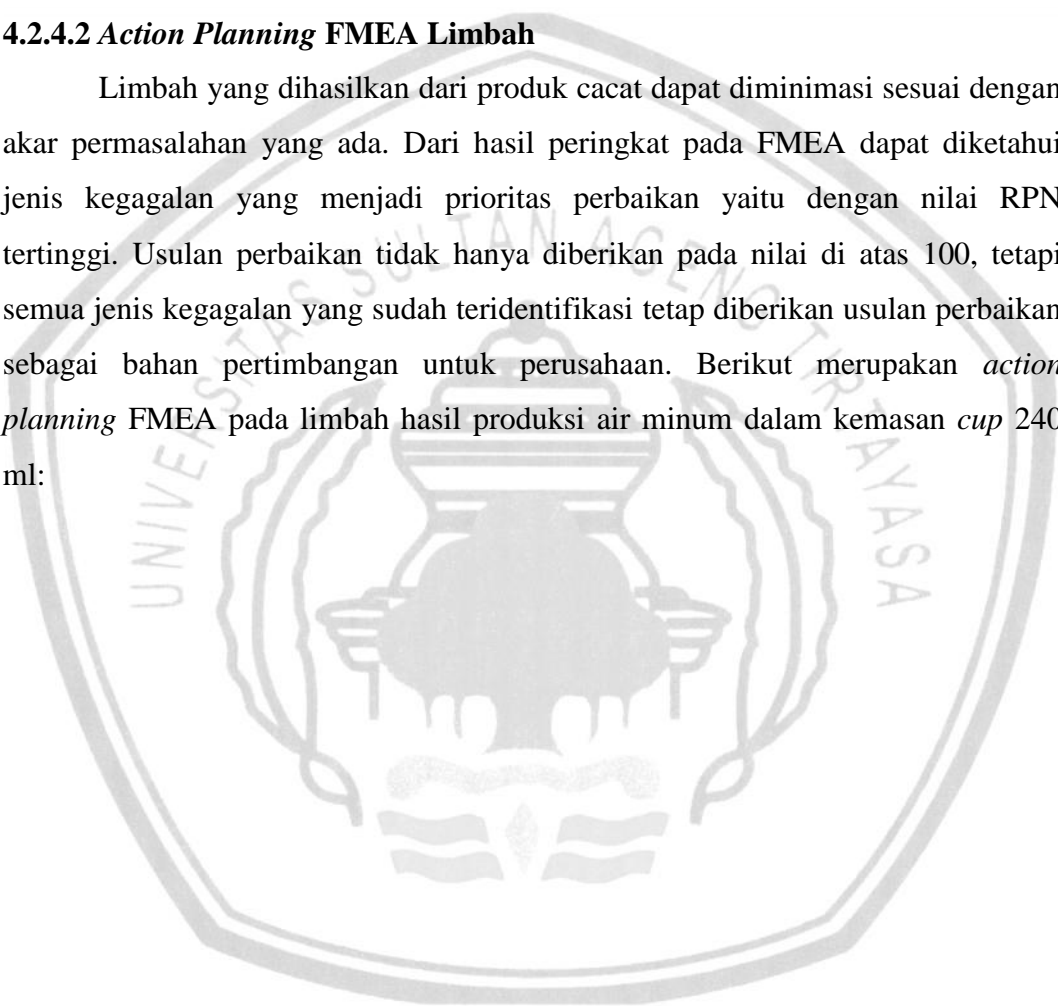 4.2.4.2 Action Planning FMEA Limbah
Limbah yang dihasilkan dari produk cacat dapat diminimasi sesuai dengan
akar permasalahan yang ada. Dari hasil peringkat pada FMEA dapat diketahui
jenis kegagalan yang menjadi prioritas perbaikan yaitu dengan nilai RPN
tertinggi. Usulan perbaikan tidak hanya diberikan pada nilai di atas 100, tetapi
semua jenis kegagalan yang sudah teridentifikasi tetap diberikan usulan perbaikan
sebagai bahan pertimbangan untuk perusahaan. Berikut merupakan action
planning FMEA pada limbah hasil produksi air minum dalam kemasan cup 240
ml:
UNIVERSITAS SULTAN AGENG TIRTAYASA